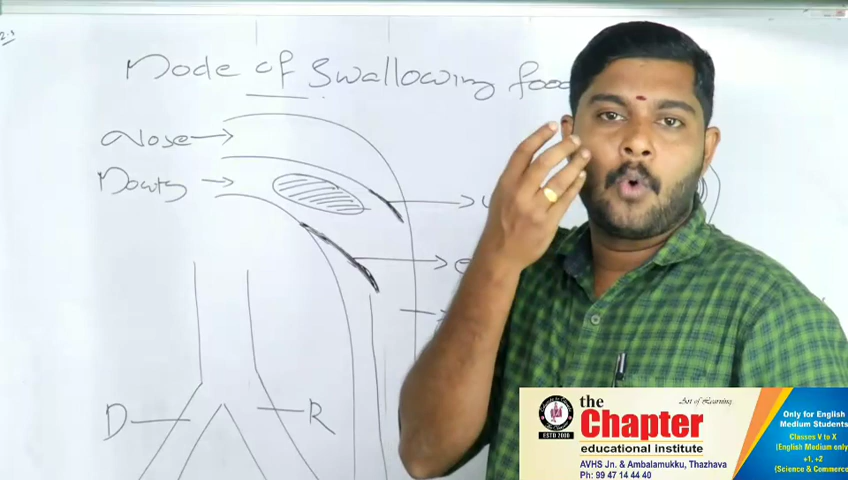 Mode of Swallowing food
Nose
Mouth
D
R
the
Chapter
educational institute
Art of Learning
ESTD 2008
AVHS Jn. & Ambalamukku, Thazhava
Ph: 99 47 14 44 40
Only for English
Medium Students
Classes V to X
(English Medium only)
+1, +2
(Science & Commerce